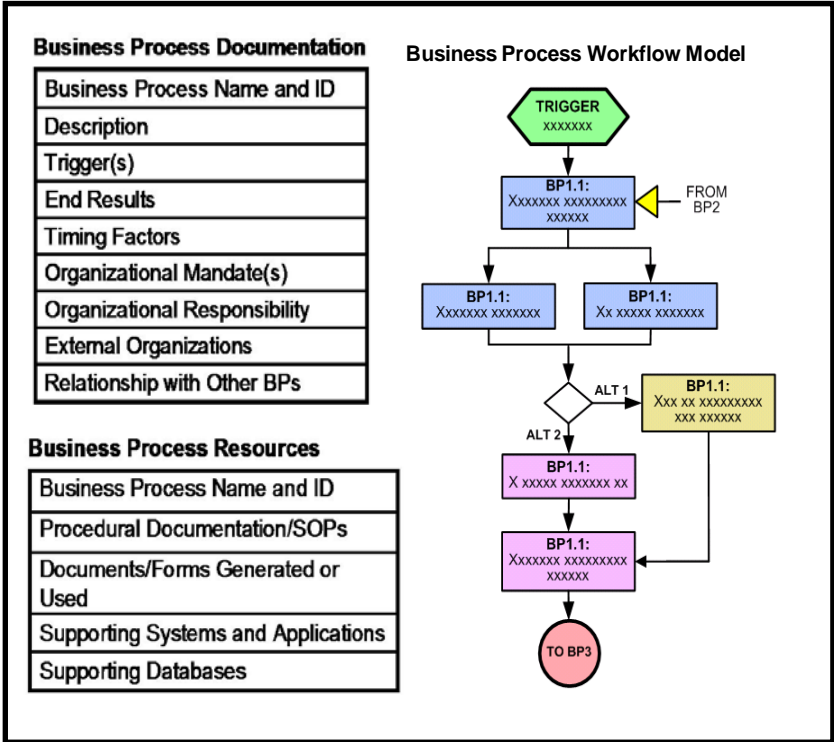 Business Process Documentation
Business Process Name and ID
Description
Trigger(s)
End Results
Timing Factors
Organizational Mandate(s)
Organizational Responsibility
External Organizations
Relationship with Other BPs
Business Process Resources
Business Process Name and ID
Procedural Documentation/SOPs
Documents/Forms Generated or
Used
Supporting Systems and Applications
Supporting Databases
Business Process Workflow Model
TRIGGER
xxxxxxx
BP1.1:
Xxxxxxx xxxxxxxxx
xxxxxx
FROM
BP2
BP1.1:
Xxxxxxx xxxxxxx
BP1.1:
Xx xxxxx xxxxxxx
ALT 1
BP1.1:
Xxx xx xxxxxxxxx
xxx xxxxxx
ALT 2
BP1.1:
X xxxxx xxxxxxx xx
BP1.1:
Xxxxxxx xxxxxxxxx
xxxxxx
TO BP3